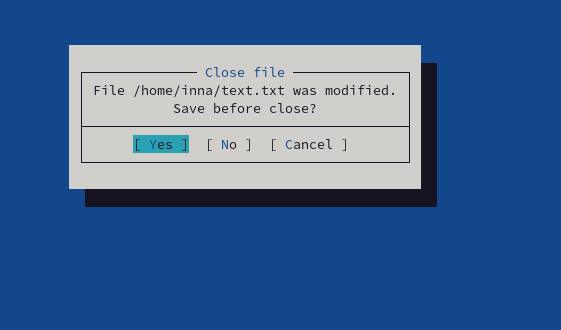 Close file
File /home/inna/text.txt was modified.
Save before close?
[ Yes ]  [ No ]  [ Cancel ]